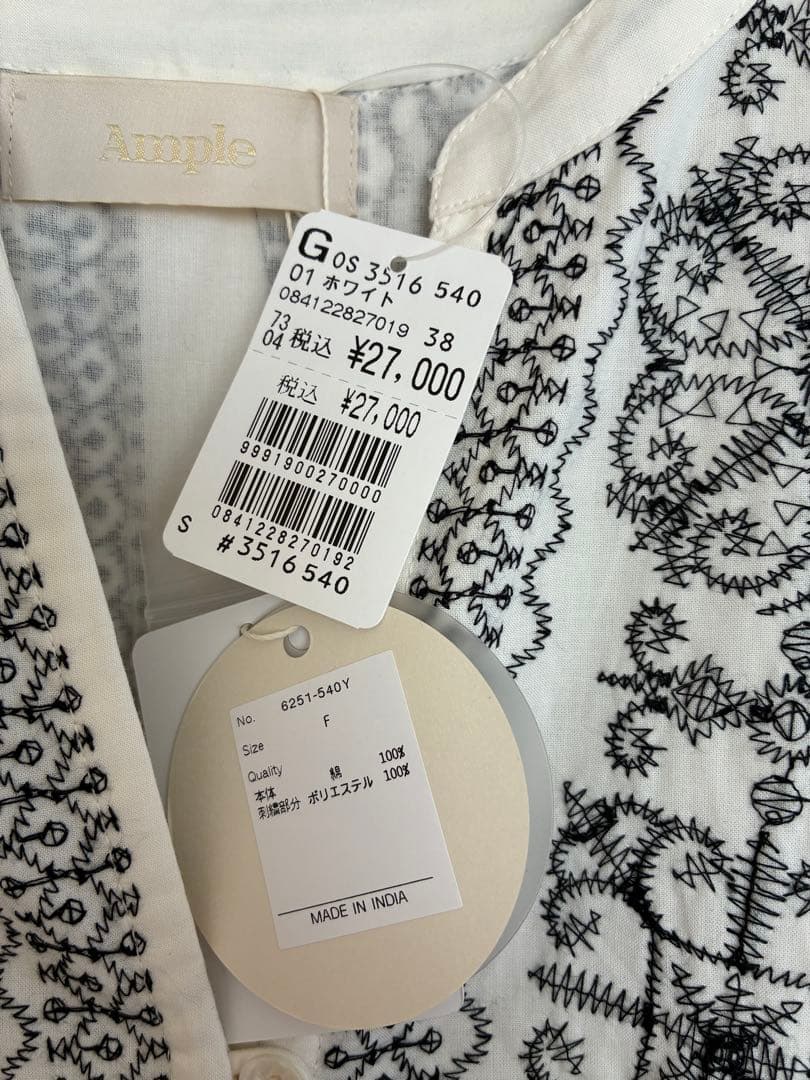 Ample
G OS 3516 540
01 ホワイト
084122827019 38
73
04 税込 ¥27,000
税込 ¥27,000
9991900270000
0841228270192
S #3516540
No. 6251-540Y
Size F
Quality
本体 綿 100%
刺繍部分 ポリエステル 100%
MADE IN INDIA